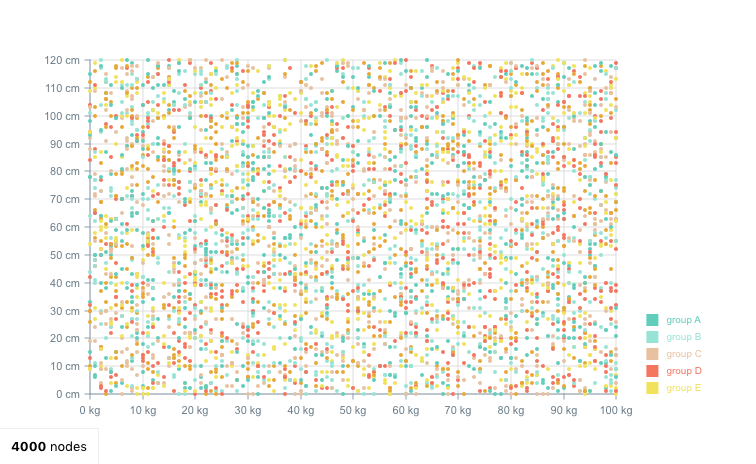 120 cm
110 cm
100 cm
90 cm
80 cm
70 cm
60 cm
50 cm
40 cm
30 cm
20 cm
10 cm
0 cm
0 kg 10 kg 20 kg 30 kg 40 kg 50 kg 60 kg 70 kg 80 kg 90 kg 100 kg
group A
group B
group C
group D
group E
4000 nodes